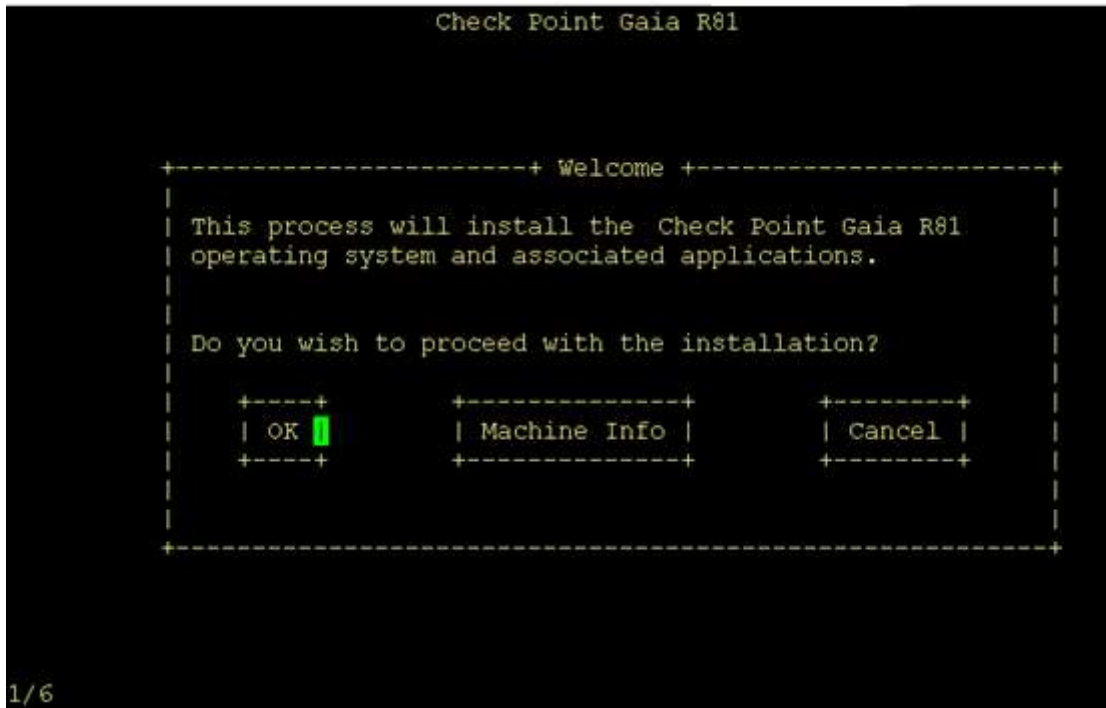 Check Point Gaia R81
Welcome
This process will install the Check Point Gaia R81
operating system and associated applications.
Do you wish to proceed with the installation?
OK Machine Info Cancel
1/6